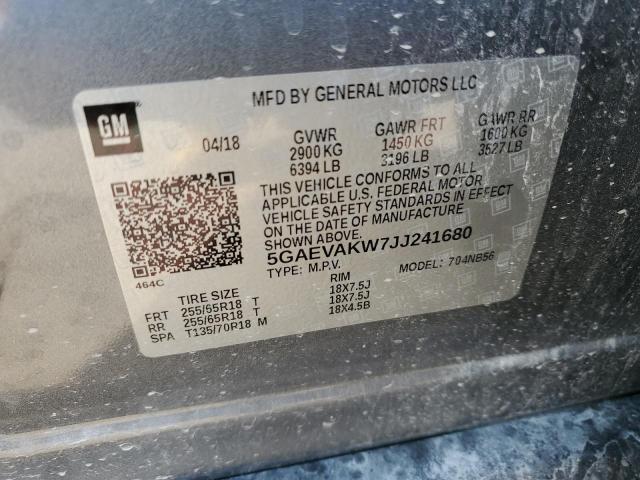 MFD BY GENERAL MOTORS LLC
GM
04/18 GVWR GAWR FRT GAWR RR
2900 KG 1450 KG 1600 KG
6394 LB 3196 LB 3527 LB
THIS VEHICLE CONFORMS TO ALL
APPLICABLE U.S. FEDERAL MOTOR
VEHICLE SAFETY STANDARDS IN EFFECT
ON THE DATE OF MANUFACTURE
SHOWN ABOVE.
5GAEVAKW7JJ241680
TYPE: M.P.V. MODEL: 704NB56
464C
TIRE SIZE RIM
FRT 255/65R18 T 18X7.5J
RR 255/65R18 T 18X7.5J
SPA T135/70R18 M 18X4.5B